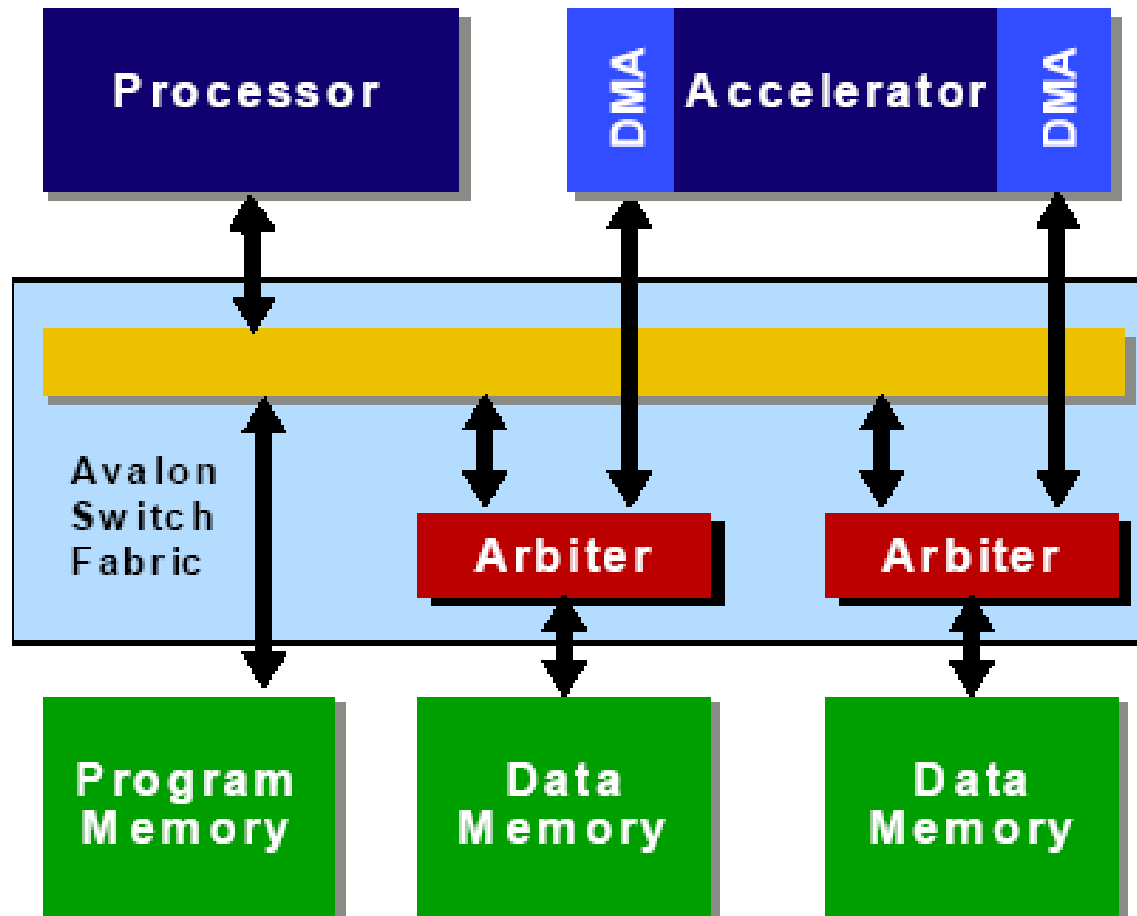 Processor
DMA
Accelerator
DMA
Avalon
Switch
Fabric
Arbiter
Arbiter
Program
Memory
Data
Memory
Data
Memory